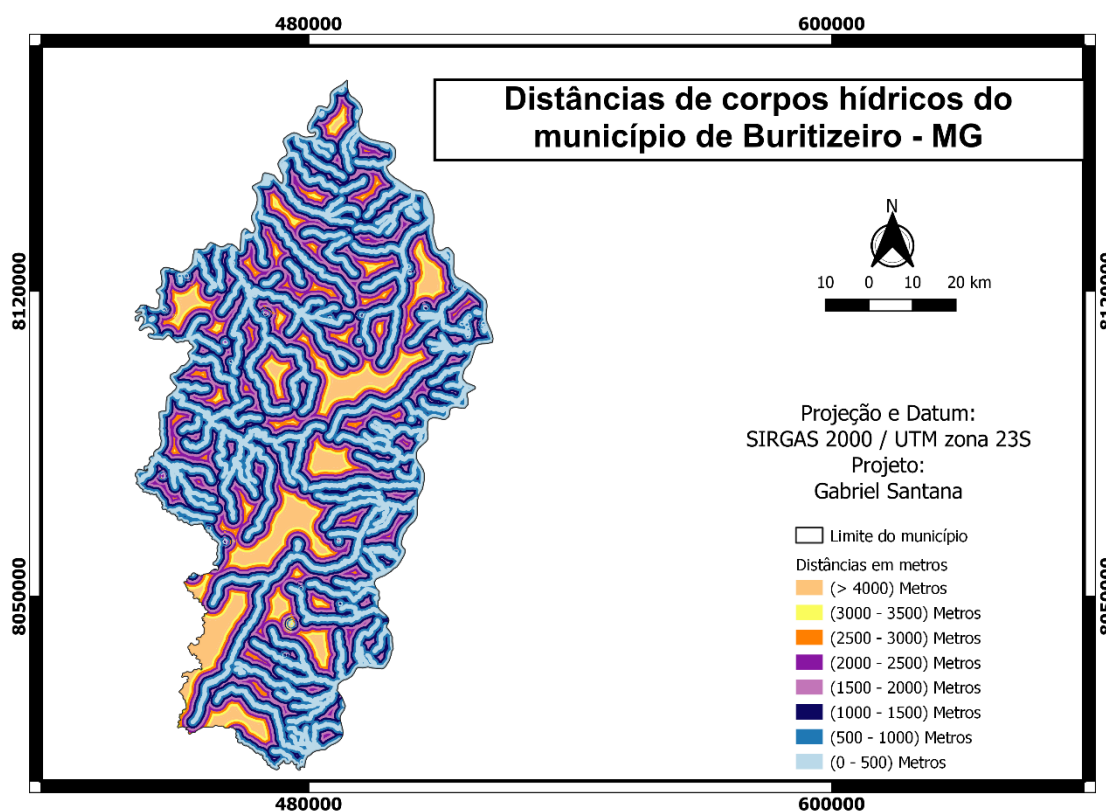 480000
600000
Distâncias de corpos hídricos do
município de Buritizeiro - MG
N
10 0 10 20 km
8120000
8120000
Projeção e Datum:
SIRGAS 2000 / UTM zona 23S
Projeto:
Gabriel Santana
Limite do município
Distâncias em metros
(> 4000) Metros
(3000 - 3500) Metros
(2500 - 3000) Metros
(2000 - 2500) Metros
(1500 - 2000) Metros
(1000 - 1500) Metros
(500 - 1000) Metros
(0 - 500) Metros
8050000
8050000
480000
600000